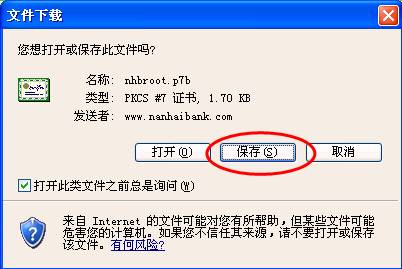 文件下载
您想打开或保存此文件吗?
名称: nhbroot.p7b
类型: PKCS #7 证书, 1.70 KB
发送者: www.nanhaibank.com
打开(O) 保存(S) 取消
打开此类文件之前总是询问(W)
来自 Internet 的文件可能对您有所帮助，但某些文件可能
危害您的计算机。如果您不信任其来源，请不要打开或保存
该文件。有何风险?